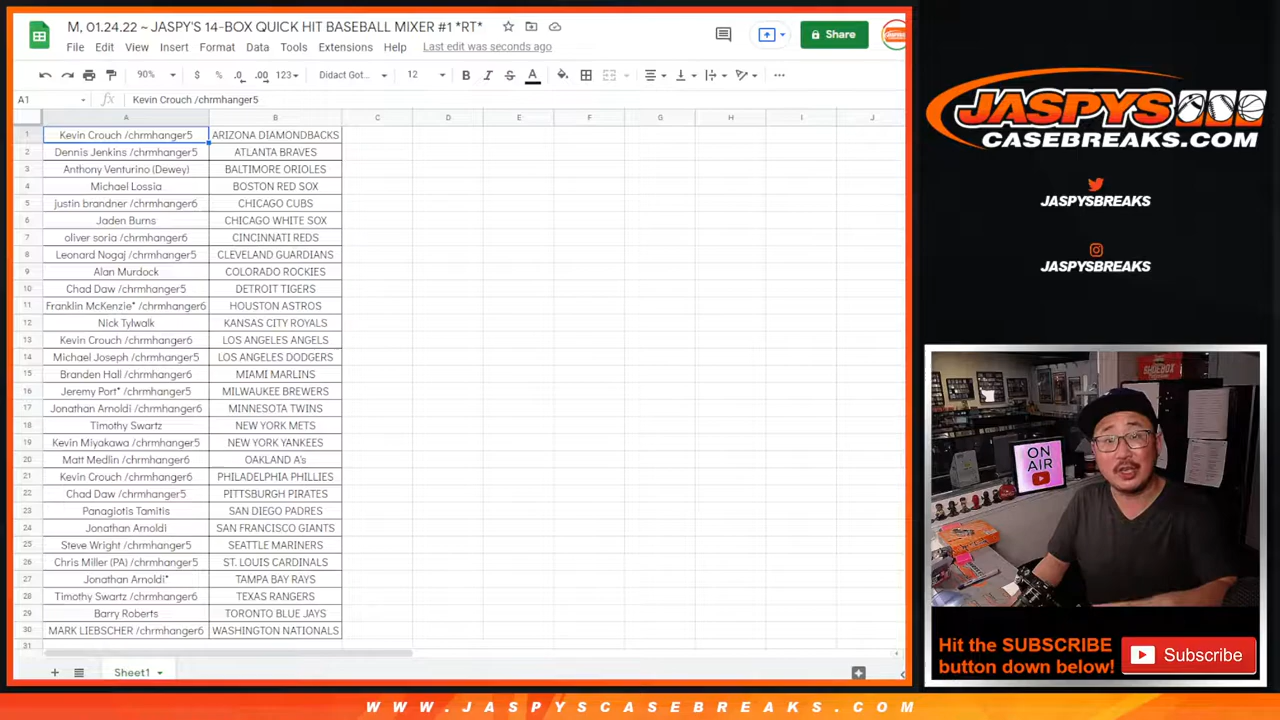 M, 01.24.22 ~ JASPY'S 14-BOX QUICK HIT BASEBALL MIXER #1 *RT*
File Edit View Insert Format Data Tools Extensions Help Last edit was seconds ago
Share
90% $ % .0 .00 123 Didact Got... 12 B I S A
A1 fx Kevin Crouch /chrmhanger5
A B C D E F G H I J
1 Kevin Crouch /chrmhanger5 ARIZONA DIAMONDBACKS
2 Dennis Jenkins /chrmhanger5 ATLANTA BRAVES
3 Anthony Venturino (Dewey) BALTIMORE ORIOLES
4 Michael Lossia BOSTON RED SOX
5 justin brandner /chrmhanger6 CHICAGO CUBS
6 Jaden Burns CHICAGO WHITE SOX
7 oliver soria /chrmhanger6 CINCINNATI REDS
8 Leonard Nogaj /chrmhanger5 CLEVELAND GUARDIANS
9 Alan Murdock COLORADO ROCKIES
10 Chad Daw /chrmhanger5 DETROIT TIGERS
11 Franklin McKenzie* /chrmhanger6 HOUSTON ASTROS
12 Nick Tylwalk KANSAS CITY ROYALS
13 Kevin Crouch /chrmhanger6 LOS ANGELES ANGELS
14 Michael Joseph /chrmhanger5 LOS ANGELES DODGERS
15 Branden Hall /chrmhanger6 MIAMI MARLINS
16 Jeremy Port* /chrmhanger5 MILWAUKEE BREWERS
17 Jonathan Arnoldi /chrmhanger6 MINNESOTA TWINS
18 Timothy Swartz NEW YORK METS
19 Kevin Miyakawa /chrmhanger5 NEW YORK YANKEES
20 Matt Medlin /chrmhanger6 OAKLAND A's
21 Kevin Crouch /chrmhanger6 PHILADELPHIA PHILLIES
22 Chad Daw /chrmhanger5 PITTSBURGH PIRATES
23 Panagiotis Tamitis SAN DIEGO PADRES
24 Jonathan Arnoldi SAN FRANCISCO GIANTS
25 Steve Wright /chrmhanger5 SEATTLE MARINERS
26 Chris Miller (PA) /chrmhanger5 ST. LOUIS CARDINALS
27 Jonathan Arnoldi* TAMPA BAY RAYS
28 Timothy Swartz /chrmhanger6 TEXAS RANGERS
29 Barry Roberts TORONTO BLUE JAYS
30 MARK LIEBSCHER /chrmhanger6 WASHINGTON NATIONALS
31
Sheet1
JASPYS
CASEBREAKS.COM
JASPYSBREAKS
JASPYSBREAKS
ON
AIR
Hit the SUBSCRIBE
button down below!
Subscribe
WWW.JASPYSCASEBREAKS.COM